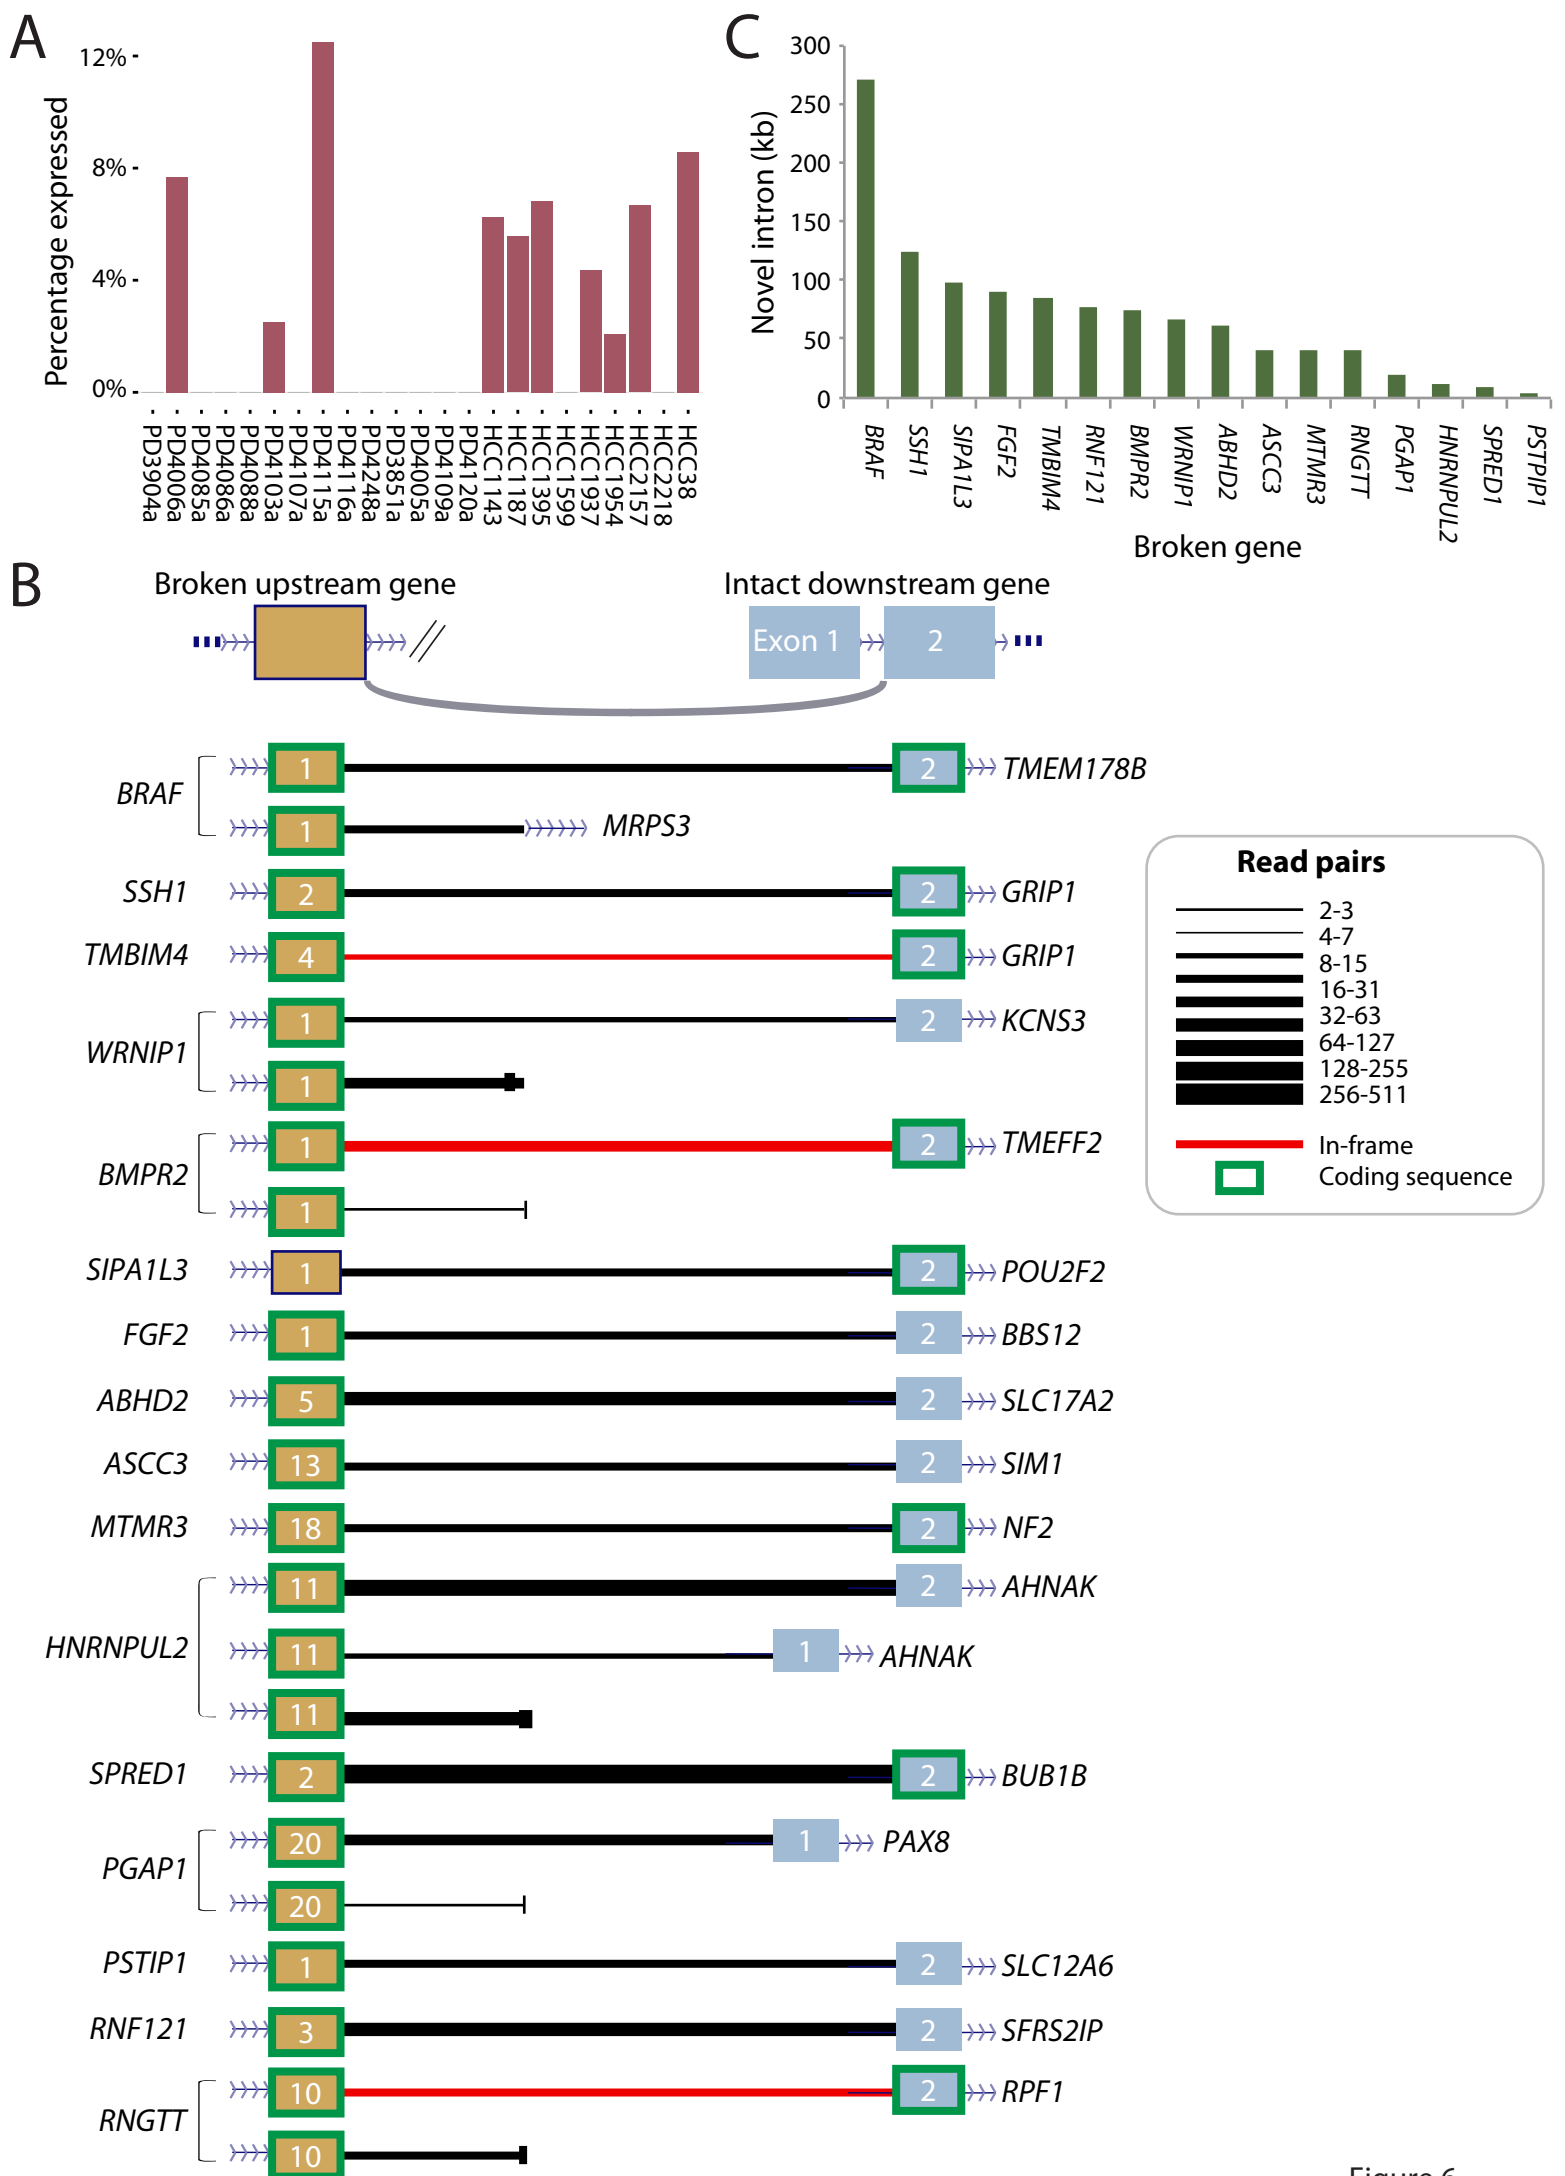 A
Percentage expressed
12%
8%
4%
0%
PD3904a
PD4006a
PD4085a
PD4086a
PD4088a
PD4103a
PD4107a
PD4115a
PD4116a
PD4248a
PD3851a
PD4005a
PD4109a
PD4120a
HCC1143
HCC1187
HCC1395
HCC1599
HCC1937
HCC1954
HCC2157
HCC2218
HCC38
C
Novel intron (kb)
300
250
200
150
100
50
0
BRAF
SSH1
SIPA1L3
FGF2
TMBIM4
RNF121
BMPR2
WRNIP1
ABHD2
ASCC3
MTMR3
RNGTT
PGAP1
HNRNPUL2
SPRED1
PSTPIP1
Broken gene
B
Broken upstream gene
Intact downstream gene
Exon 1 2
BRAF
1 2 TMEM178B
1 MRPS3
SSH1 2 2 GRIP1
TMBIM4 4 2 GRIP1
WRNIP1
1 2 KCNS3
1
BMPR2
1 2 TMEFF2
1
SIPA1L3 1 2 POU2F2
FGF2 1 2 BBS12
ABHD2 5 2 SLC17A2
ASCC3 13 2 SIM1
MTMR3 18 2 NF2
HNRNPUL2
11 2 AHNAK
11 1 AHNAK
11
SPRED1 2 2 BUB1B
PGAP1
20 1 PAX8
20
PSTIP1 1 2 SLC12A6
RNF121 3 2 SFRS2IP
RNGTT
10 2 RPF1
10
Read pairs
2-3
4-7
8-15
16-31
32-63
64-127
128-255
256-511
In-frame
Coding sequence
Figure 6